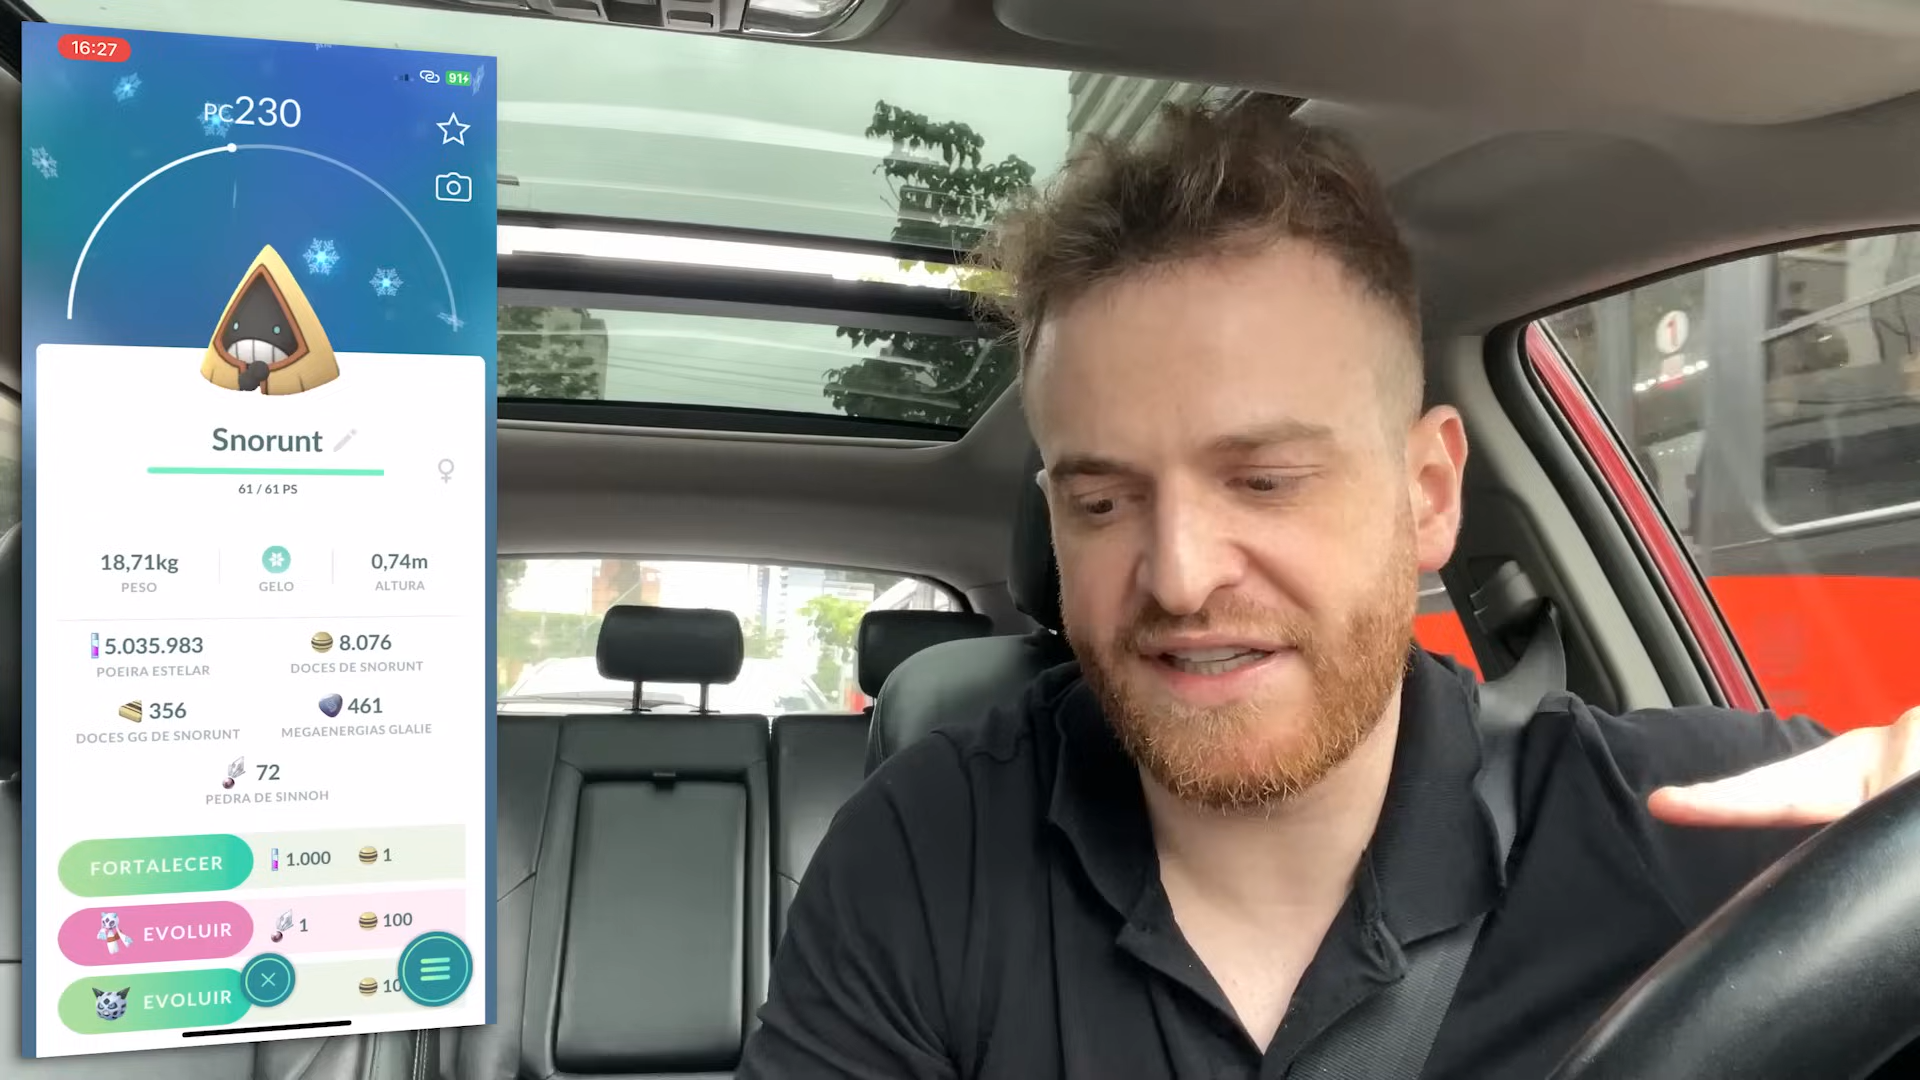 16:27
91
PC230
Snorunt
61 / 61 PS
18,71kg
PESO
GELO
0,74m
ALTURA
5.035.983
POEIRA ESTELAR
8.076
DOCES DE SNORUNT
356
DOCES GG DE SNORUNT
461
MEGAENERGIAS GLALIE
72
PEDRA DE SINNOH
FORTALECER
1.000
1
EVOLUIR
1
100
EVOLUIR
10
1